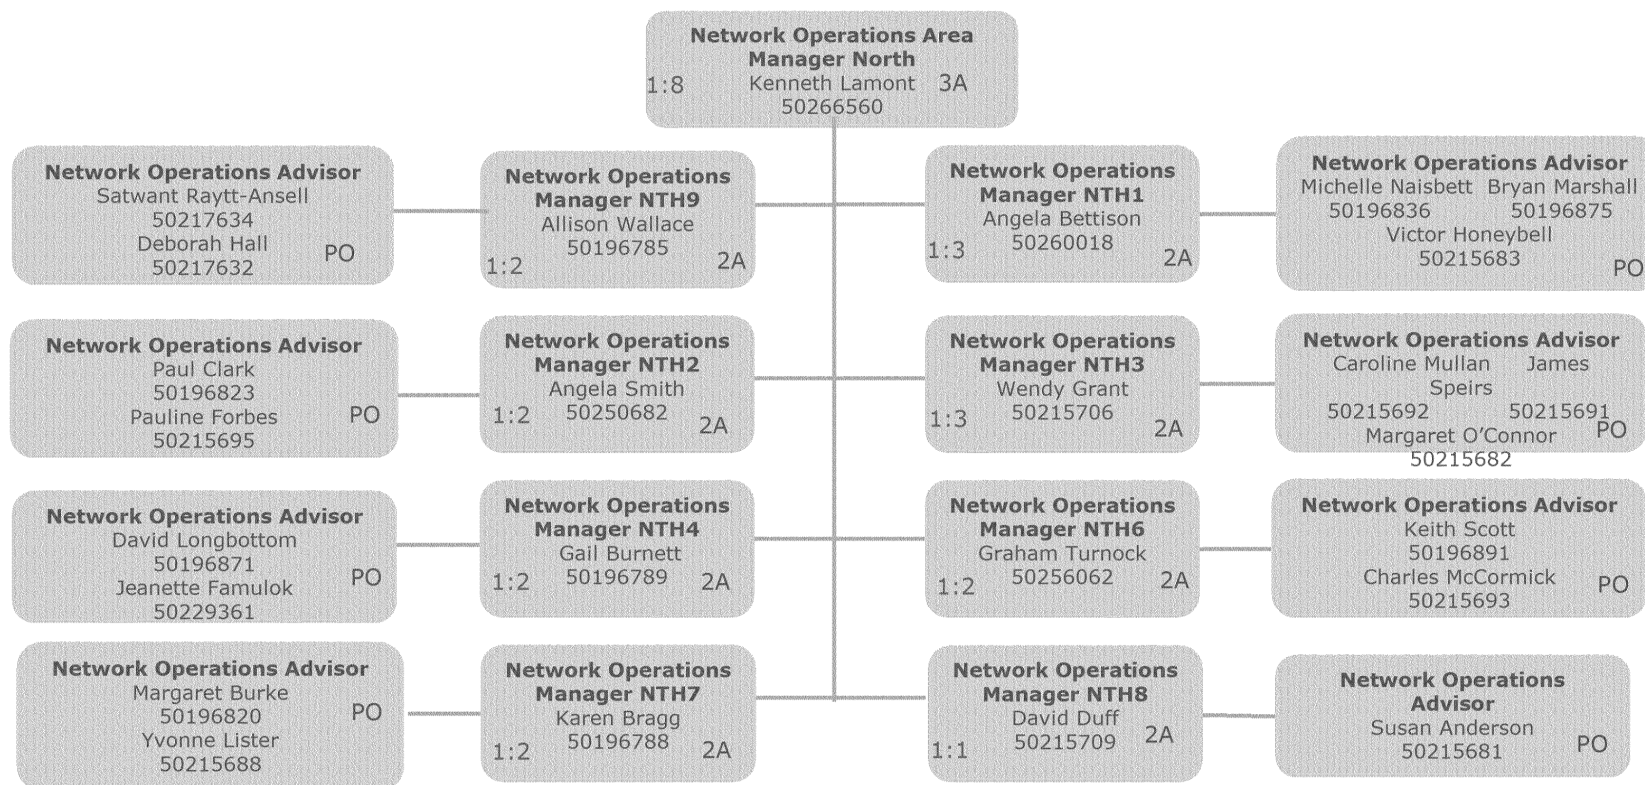 Network Operations Area
Manager North
1:8 Kenneth Lamont 3A
50266560
Network Operations Advisor
Satwant Raytt-Ansell
50217634
Deborah Hall
PO
50217632
Network Operations
Manager NTH9
Allison Wallace
50196785
1:2 2A
Network Operations
Manager NTH1
Angela Bettison
50260018
1:3 2A
Network Operations Advisor
Michelle Naisbett Bryan Marshall
50196836 50196875
Victor Honeybell
50215683
PO
Network Operations Advisor
Paul Clark
50196823
Pauline Forbes PO
50215695
Network Operations
Manager NTH2
Angela Smith
1:2 50250682 2A
Network Operations
Manager NTH3
Wendy Grant
1:3 50215706 2A
Network Operations Advisor
Caroline Mullan James
Speirs
50215692 50215691
Margaret O'Connor PO
50215682
Network Operations Advisor
David Longbottom
50196871
PO
Jeanette Famulok
50229361
Network Operations
Manager NTH4
Gail Burnett
1:2 50196789 2A
Network Operations
Manager NTH6
Graham Turnock
1:2 50256062 2A
Network Operations Advisor
Keith Scott
50196891
Charles McCormick PO
50215693
Network Operations Advisor
Margaret Burke
50196820 PO
Yvonne Lister
50215688
Network Operations
Manager NTH7
Karen Bragg
1:2 50196788 2A
Network Operations
Manager NTH8
David Duff
1:1 50215709 2A
Network Operations
Advisor
Susan Anderson
50215681 PO